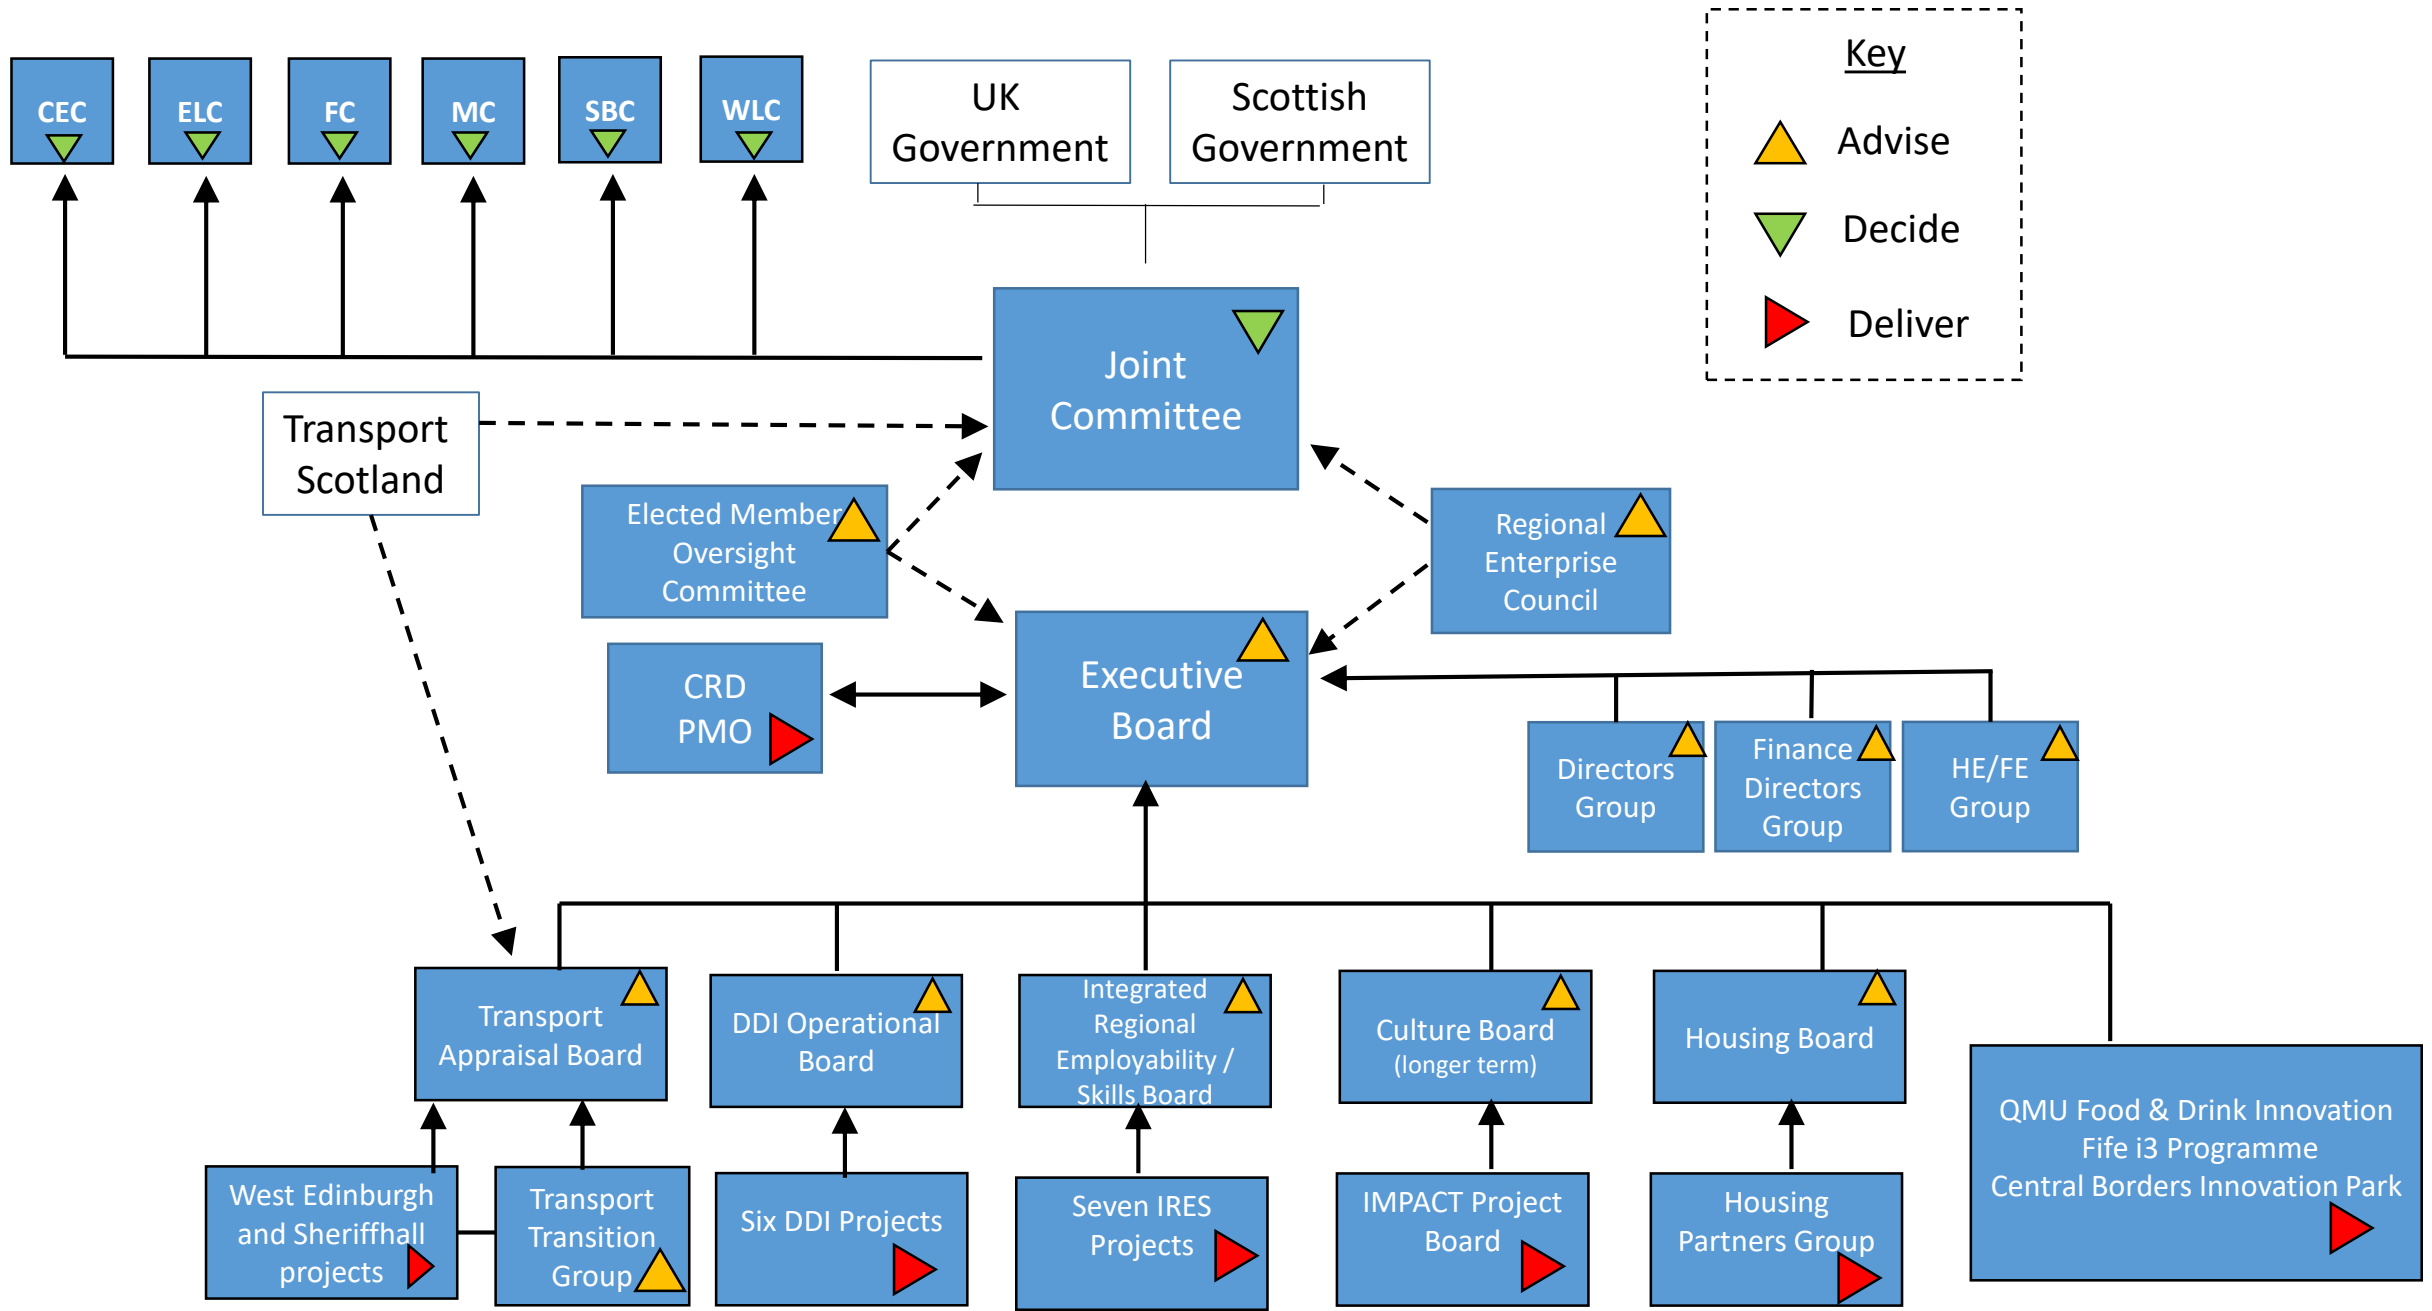 CEC
ELC
FC
MC
SBC
WLC
UK
Government
Scottish
Government
Key
Advise
Decide
Deliver
Joint
Committee
Transport
Scotland
Elected Member
Oversight
Committee
Regional
Enterprise
Council
CRD
PMO
Executive
Board
Directors
Group
Finance
Directors
Group
HE/FE
Group
Transport
Appraisal Board
DDI Operational
Board
Integrated
Regional
Employability /
Skills Board
Culture Board
(longer term)
Housing Board
QMU Food & Drink Innovation
Fife i3 Programme
Central Borders Innovation Park
West Edinburgh
and Sheriffhall
projects
Transport
Transition
Group
Six DDI Projects
Seven IRES
Projects
IMPACT Project
Board
Housing
Partners Group